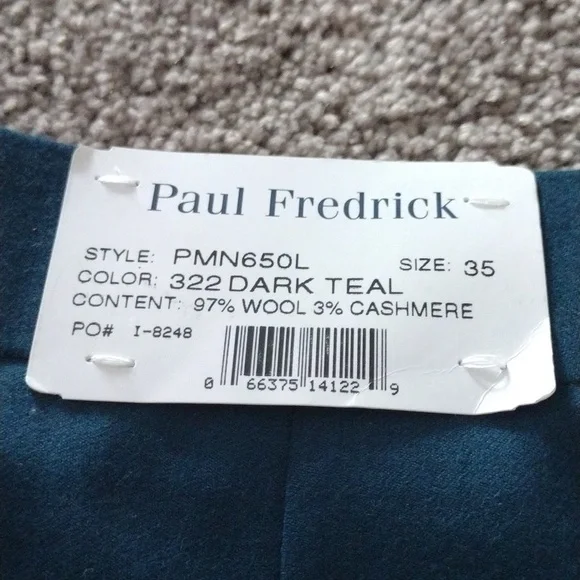 Paul Fredrick
STYLE: PMN650L SIZE: 35
COLOR: 322 DARK TEAL
CONTENT: 97% WOOL 3% CASHMERE
PO# I-8248
0 66375 14122 9